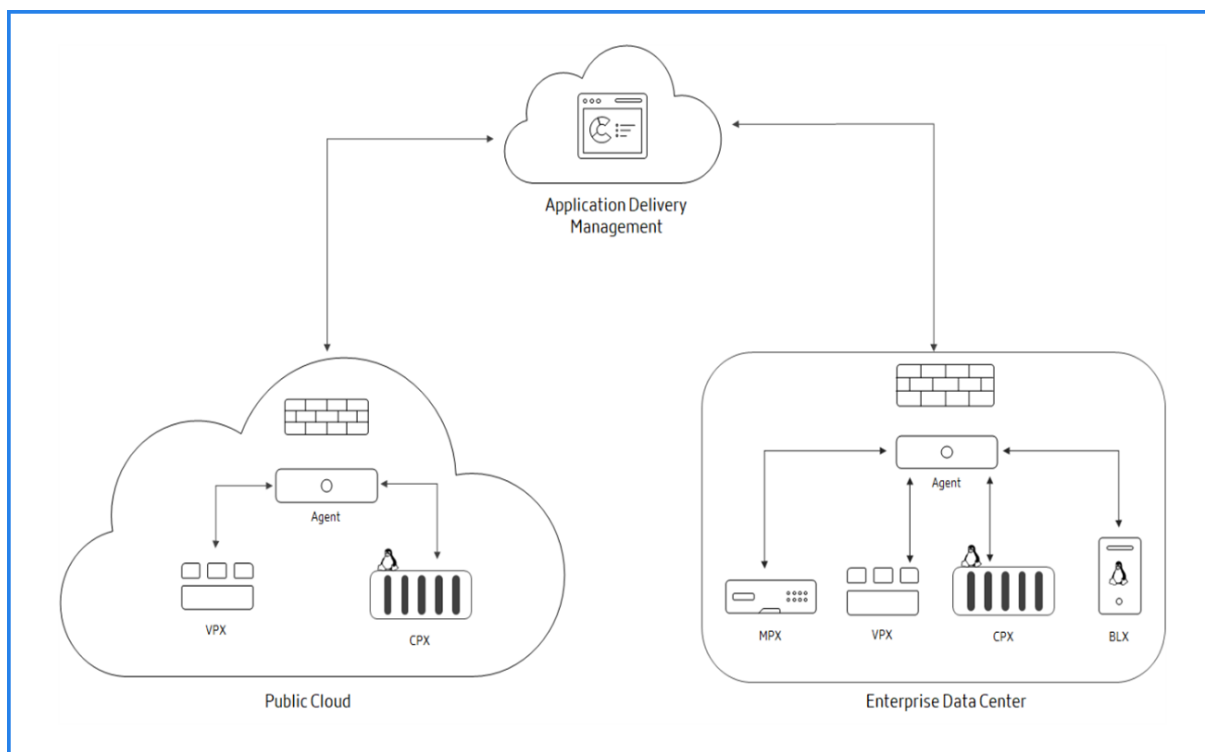 Application Delivery
Management
Agent
VPX
CPX
Public Cloud
Agent
MPX
VPX
CPX
BLX
Enterprise Data Center